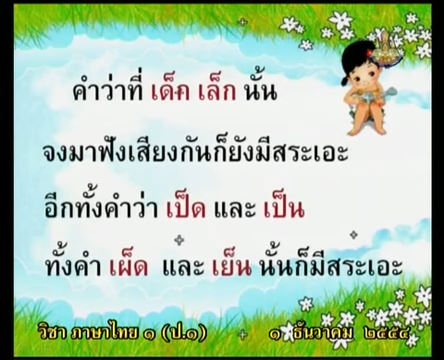 คำว่าที่ เด็ก เล็ก นั้น
จงมาฟังเสียงกันก็ยังมีสระเอะ
อีกทั้งคำว่า เป็ด และ เป็น
ทั้งคำ เผ็ด และ เย็น นั้นก็มีสระเอะ
วิชา ภาษาไทย ๑ (ป.๑) ๑ ธันวาคม ๒๕๕๔